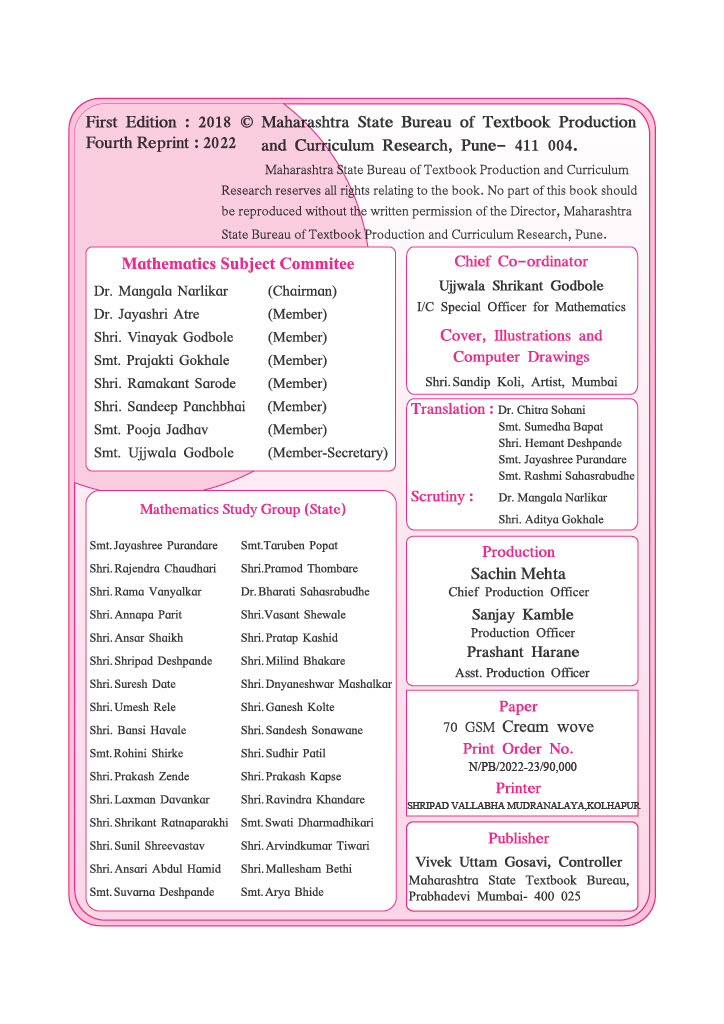 First Edition : 2018 © Maharashtra State Bureau of Textbook Production
Fourth Reprint : 2022 and Curriculum Research, Pune- 411 004.
Maharashtra State Bureau of Textbook Production and Curriculum
Research reserves all rights relating to the book. No part of this book should
be reproduced without the written permission of the Director, Maharashtra
State Bureau of Textbook Production and Curriculum Research, Pune.
Mathematics Subject Commitee
Dr. Mangala Narlikar (Chairman)
Dr. Jayashri Atre (Member)
Shri. Vinayak Godbole (Member)
Smt. Prajakti Gokhale (Member)
Shri. Ramakant Sarode (Member)
Shri. Sandeep Panchbhai (Member)
Smt. Pooja Jadhav (Member)
Smt. Ujjwala Godbole (Member-Secretary)
Mathematics Study Group (State)
Smt. Jayashree Purandare Smt.Taruben Popat
Shri. Rajendra Chaudhari Shri.Pramod Thombare
Shri. Rama Vanyalkar Dr. Bharati Sahasrabudhe
Shri. Annapa Parit Shri.Vasant Shewale
Shri. Ansar Shaikh Shri. Pratap Kashid
Shri. Shripad Deshpande Shri. Milind Bhakare
Shri. Suresh Date Shri. Dnyaneshwar Mashalkar
Shri. Umesh Rele Shri. Ganesh Kolte
Shri. Bansi Havale Shri. Sandesh Sonawane
Smt. Rohini Shirke Shri. Sudhir Patil
Shri. Prakash Zende Shri. Prakash Kapse
Shri. Laxman Davankar Shri. Ravindra Khandare
Shri. Shrikant Ratnaparakhi Smt. Swati Dharmadhikari
Shri. Sunil Shreevastav Shri. Arvindkumar Tiwari
Shri. Ansari Abdul Hamid Shri. Mallesham Bethi
Smt. Suvarna Deshpande Smt. Arya Bhide
Chief Co-ordinator
Ujjwala Shrikant Godbole
I/C Special Officer for Mathematics
Cover, Illustrations and
Computer Drawings
Shri. Sandip Koli, Artist, Mumbai
Translation : Dr. Chitra Sohani
Smt. Sumedha Bapat
Shri. Hemant Deshpande
Smt. Jayashree Purandare
Smt. Rashmi Sahasrabudhe
Scrutiny : Dr. Mangala Narlikar
Shri. Aditya Gokhale
Production
Sachin Mehta
Chief Production Officer
Sanjay Kamble
Production Officer
Prashant Harane
Asst. Production Officer
Paper
70 GSM Cream wove
Print Order No.
N/PB/2022-23/90,000
Printer
SHRIPAD VALLABHA MUDRANALAYA,KOLHAPUR
Publisher
Vivek Uttam Gosavi, Controller
Maharashtra State Textbook Bureau,
Prabhadevi Mumbai- 400 025